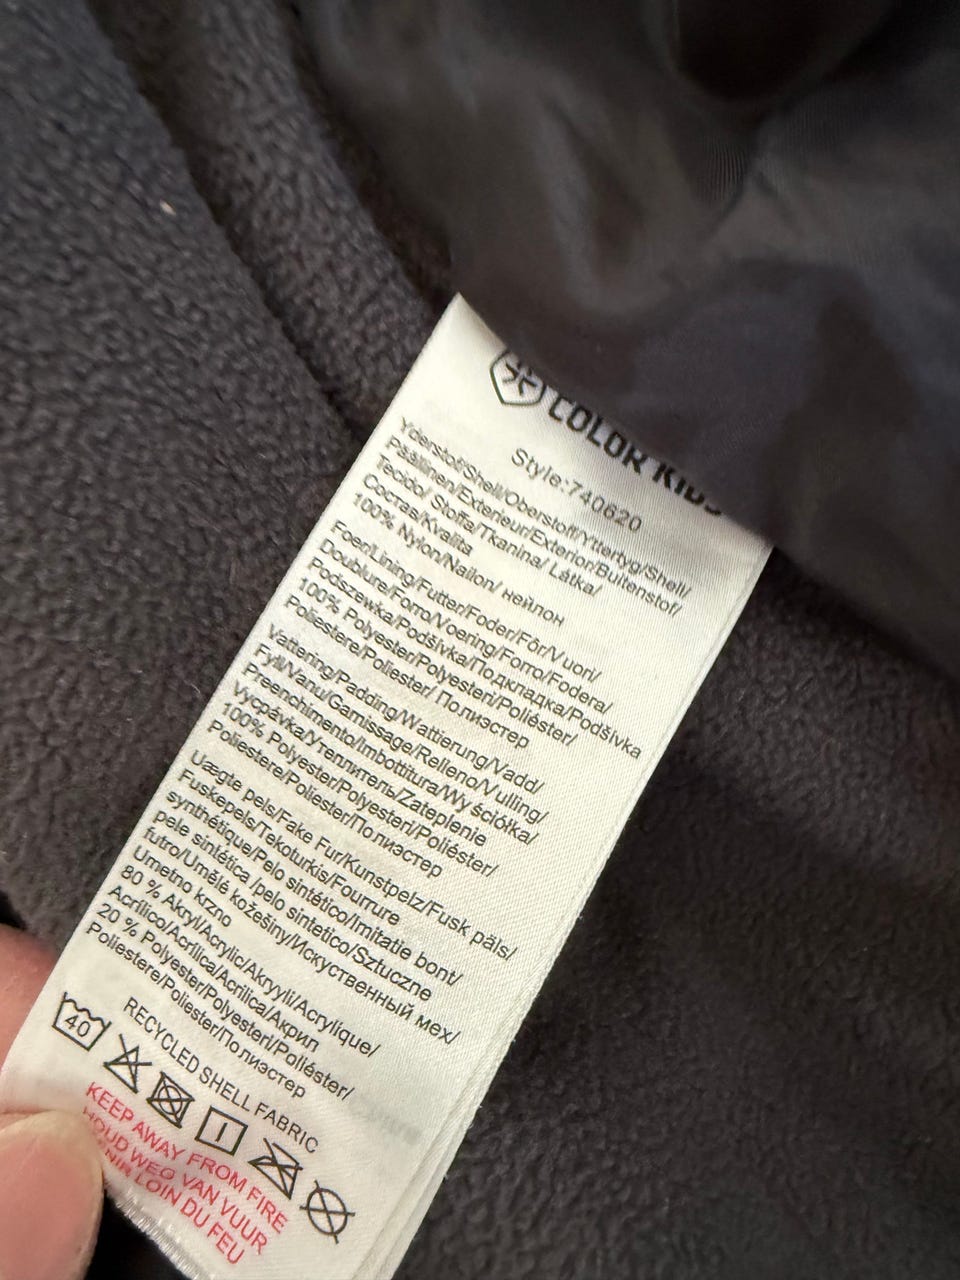 COLOR KIDS
Style:740620
Yderstof/Shell/Oberstoff/Yttertyg/Shell/
Päällinen/Exterieur/Exterior/Buitenstof/
Tecido/ Stoffa/Tkanina/ Látka/
Состав/Kvalita
100% Nylon/Nailon/ нейлон
Foer/Lining/Futter/Foder/Fôr/Vuori/
Doublure/Forro/Voering/Forro/Fodera/
Podszewka/Podšívka/Подкладка/Podšívka
100% Polyester/Polyesteri/Poliéster/
Poliestere/Poliester/ Полиэстер
Vattering/Padding/Wattierung/Vadd/
Fyll/Vanu/Garnissage/Relleno/Vulling/
Preenchimento/Imbottitura/Wyściółka/
Vycpávka/Утеплитель/Zateplenie
100% Polyester/Polyesteri/Poliéster/
Poliestere/Poliester/Полиэстер
Uægte pels/Fake Fur/Kunstpelz/Fusk päls/
Fuskepels/Tekoturkis/Fourrure
synthétique/Pelo sintético/Imitatie bont/
pele sintética /pelo sintetico/Sztuczne
futro/Umělé kožešiny/Искуственный мех/
Umetno krzno
80 % Akryl/Acrylic/Akryyli/Acrylique/
Acrílico/Acrílica/Acrilica/Акрил
20 % Polyester/Polyesteri/Poliéster/
Poliestere/Poliester/Полиэстер
RECYCLED SHELL FABRIC
40
KEEP AWAY FROM FIRE
HOUD WEG VAN VUUR
TENIR LOIN DU FEU